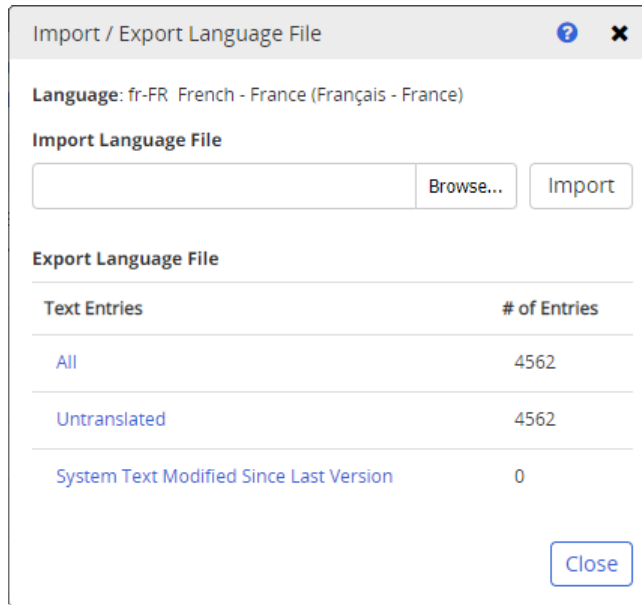 Import / Export Language File
Language: fr-FR French - France (Français - France)
Import Language File
Browse... Import
Export Language File
Text Entries # of Entries
All 4562
Untranslated 4562
System Text Modified Since Last Version 0
Close